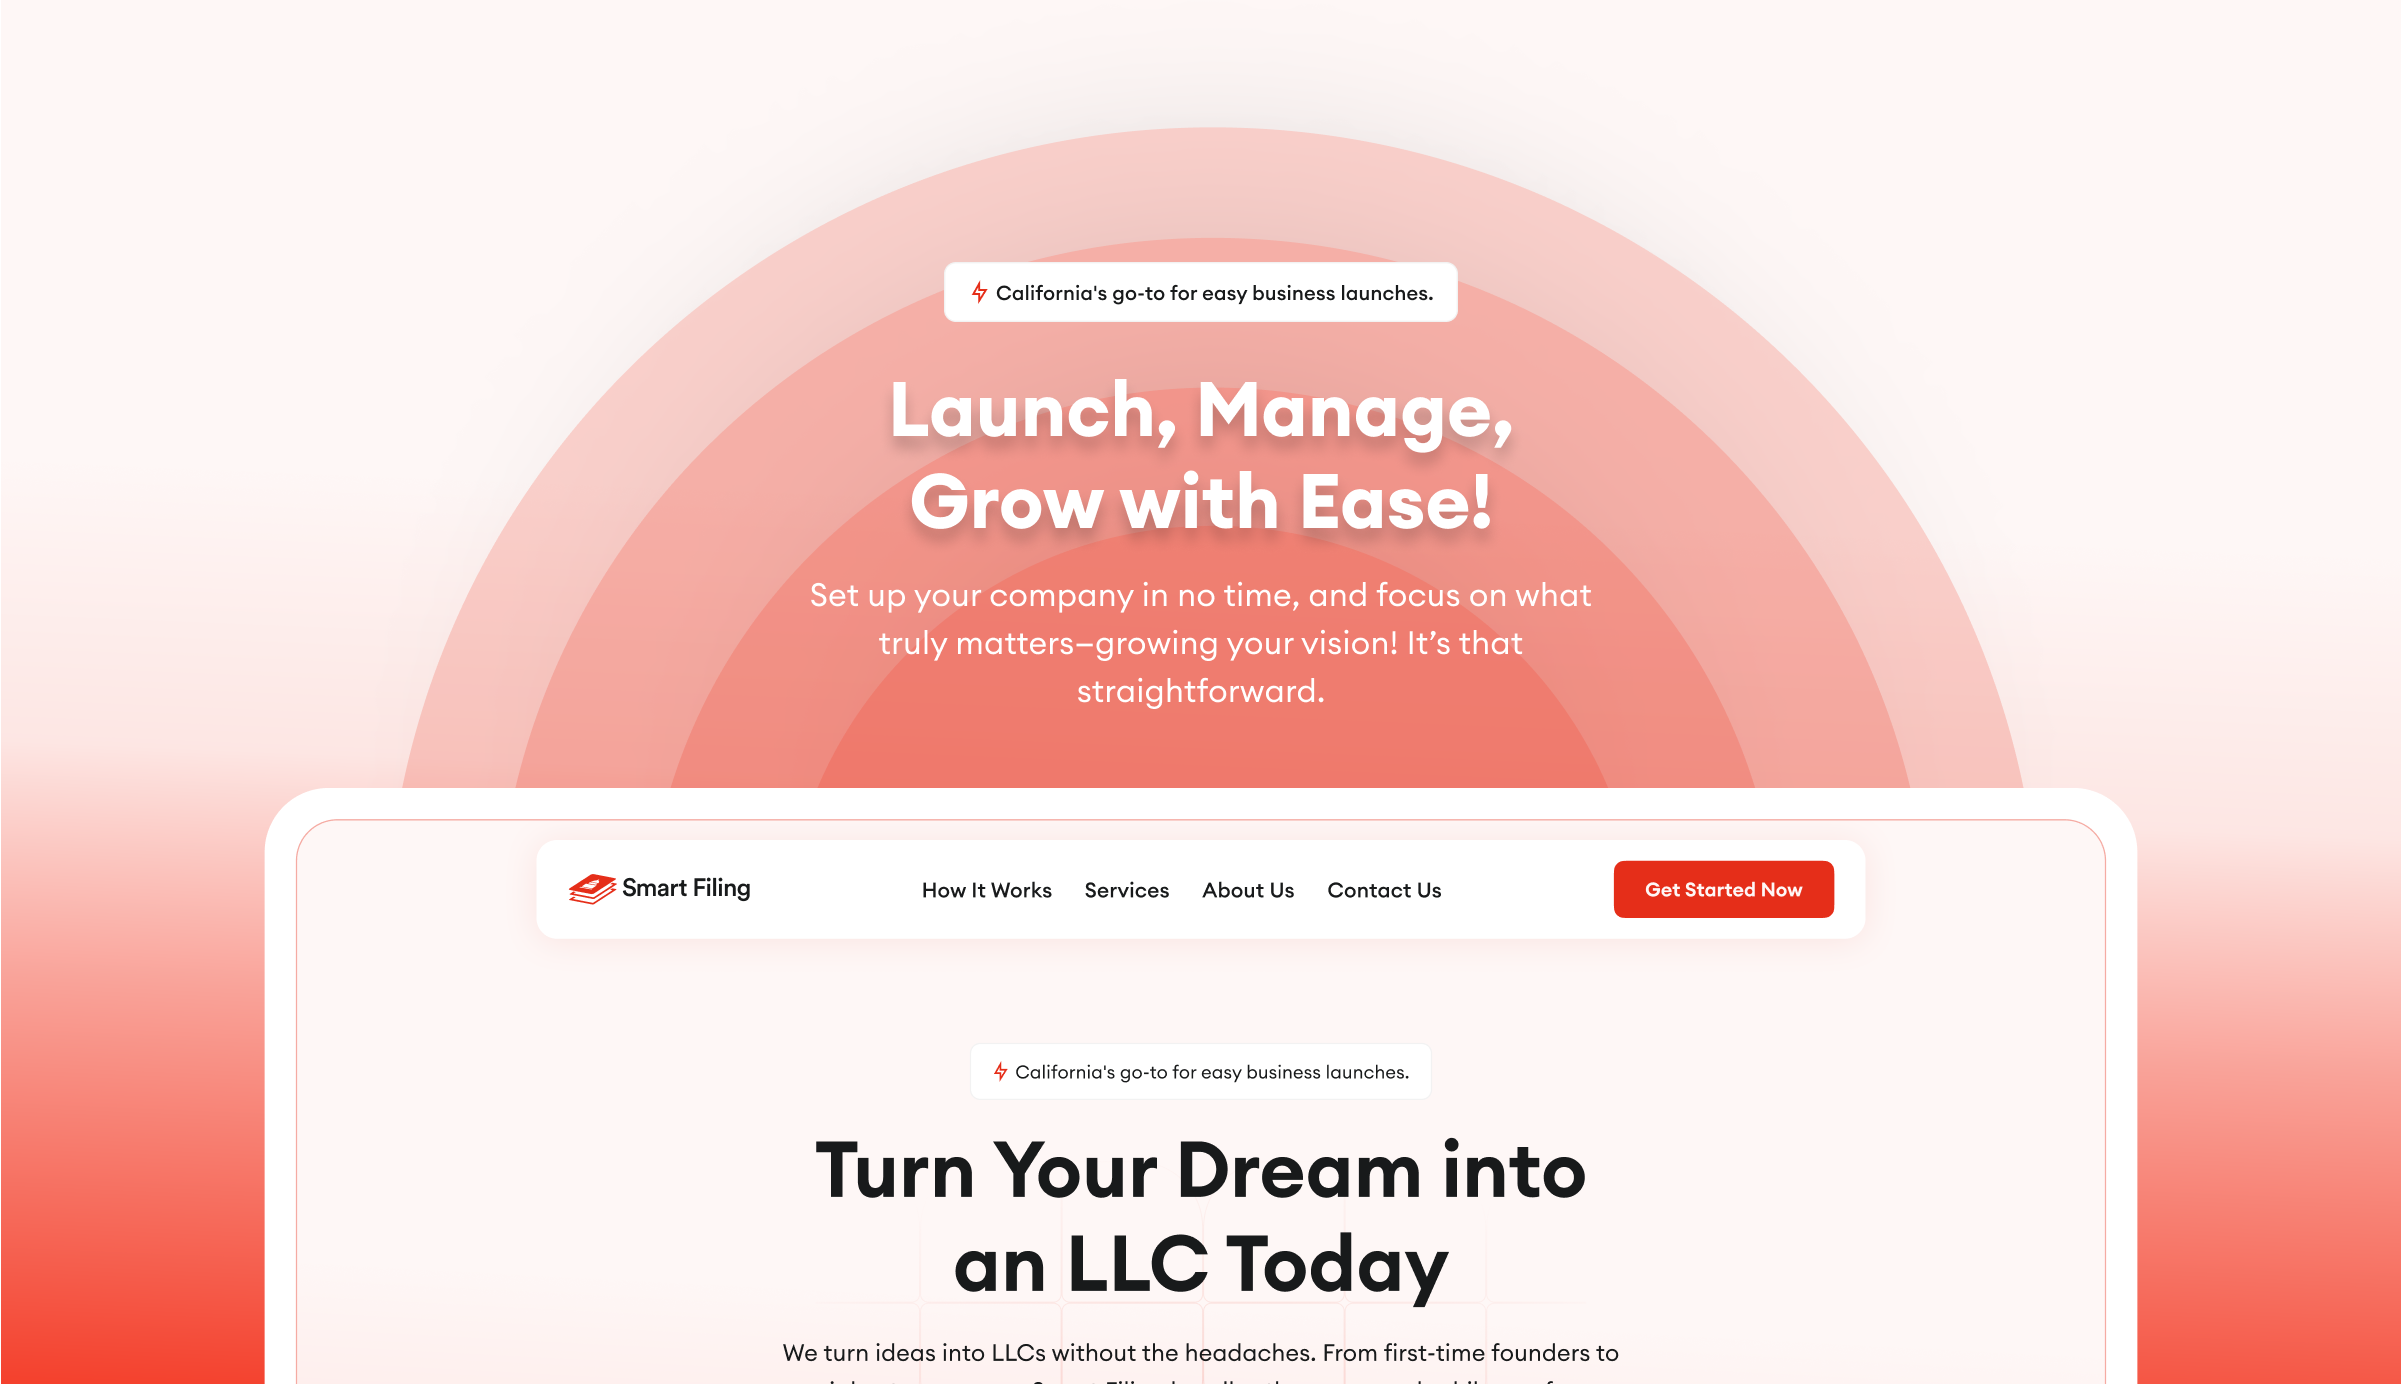 California's go-to for easy business launches.
Launch, Manage,
Grow with Ease!
Set up your company in no time, and focus on what
truly matters—growing your vision! It’s that
straightforward.
Smart Filing
How It Works
Services
About Us
Contact Us
Get Started Now
California's go-to for easy business launches.
Turn Your Dream into
an LLC Today
We turn ideas into LLCs without the headaches. From first-time founders to